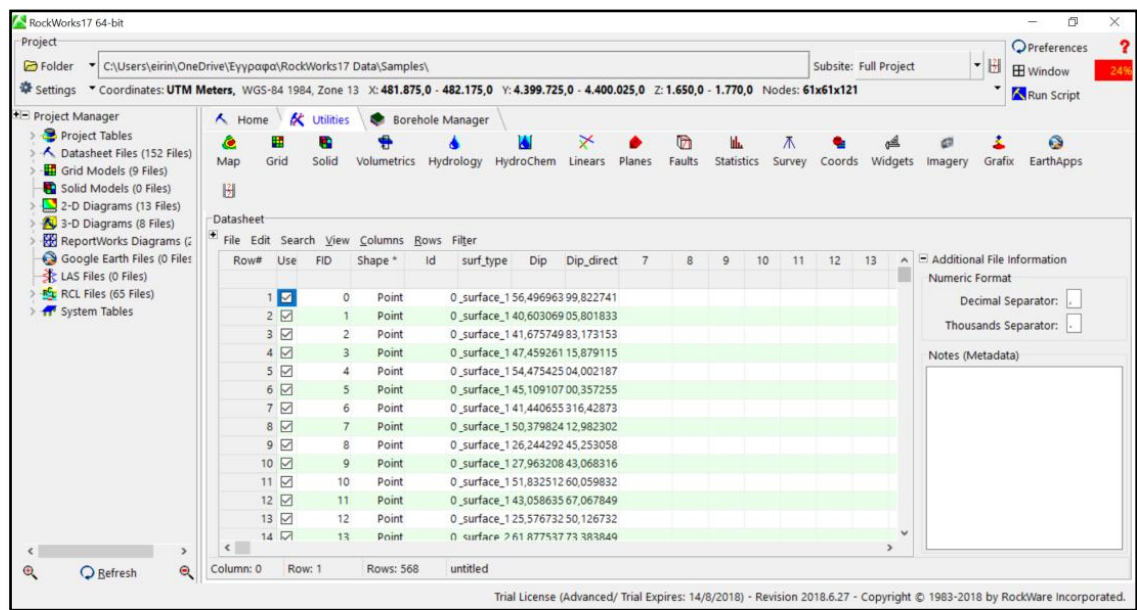 RockWorks17 64-bit
Project
Folder C:\Users\eirin\OneDrive\Έγγραφα\RockWorks17 Data\Samples\ Subsite: Full Project Preferences ?
Settings Coordinates: UTM Meters, WGS-84 1984, Zone 13 X: 481.875,0 - 482.175,0 Y: 4.399.725,0 - 4.400.025,0 Z: 1.650,0 - 1.770,0 Nodes: 61x61x121 Window 24%
Run Script
Project Manager
Project Tables
Datasheet Files (152 Files)
Grid Models (9 Files)
Solid Models (0 Files)
2-D Diagrams (13 Files)
3-D Diagrams (8 Files)
ReportWorks Diagrams (2
Google Earth Files (0 Files
LAS Files (0 Files)
RCL Files (65 Files)
System Tables
Refresh
Home Utilities Borehole Manager
Map Grid Solid Volumetrics Hydrology HydroChem Linears Planes Faults Statistics Survey Coords Widgets Imagery Grafix EarthApps
Datasheet
File Edit Search View Columns Rows Filter
Row# Use FID Shape * Id surf_type Dip Dip_direct 7 8 9 10 11 12 13
1 0 Point 0 _surface_1 56,496963 99,822741
2 1 Point 0 _surface_1 40,603069 05,801833
3 2 Point 0 _surface_1 41,675749 83,173153
4 3 Point 0 _surface_1 47,459261 15,879115
5 4 Point 0 _surface_1 54,475425 04,002187
6 5 Point 0 _surface_1 45,109107 00,357255
7 6 Point 0 _surface_1 41,440655 316,42873
8 7 Point 0 _surface_1 50,379824 12,982302
9 8 Point 0 _surface_1 26,244292 45,253058
10 9 Point 0 _surface_1 27,963208 43,068316
11 10 Point 0 _surface_1 51,832512 60,059832
12 11 Point 0 _surface_1 43,058635 67,067849
13 12 Point 0 _surface_1 25,576732 50,126732
14 13 Point 0 _surface_2 61,877537 73,383849
Column: 0 Row: 1 Rows: 568 untitled
Additional File Information
Numeric Format
Decimal Separator: ,
Thousands Separator: .
Notes (Metadata)
Trial License (Advanced/ Trial Expires: 14/8/2018) - Revision 2018.6.27 - Copyright © 1983-2018 by RockWare Incorporated.